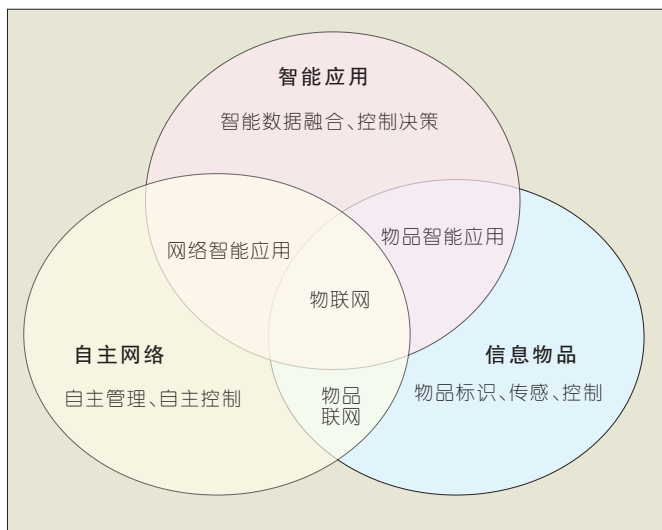 智能应用
智能数据融合、控制决策
网络智能应用
物品智能应用
物联网
自主网络
自主管理、自主控制
信息物品
物品标识、传感、控制
物品
联网